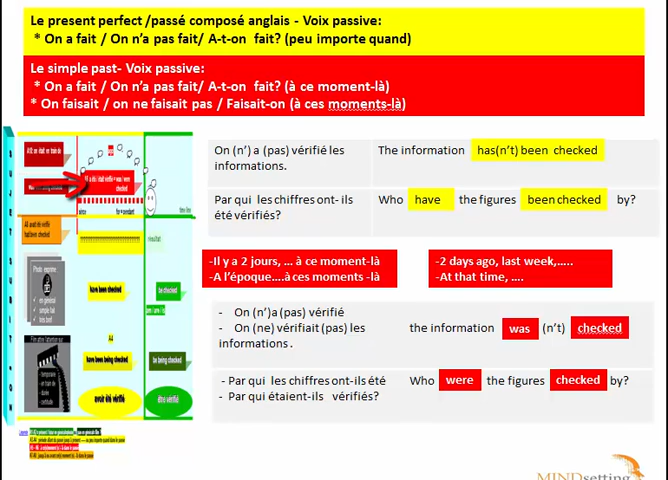 Le present perfect /passé composé anglais - Voix passive:
* On a fait / On n'a pas fait/ A-t-on fait? (peu importe quand)
Le simple past- Voix passive:
* On a fait / On n'a pas fait/ A-t-on fait? (à ce moment-là)
* On faisait / on ne faisait pas / Faisait-on (à ces moments-là)
On (n') a (pas) vérifié les
informations.
The information has(n't) been checked
Par qui les chiffres ont- ils
été vérifiés?
Who have the figures been checked by?
-Il y a 2 jours, ... à ce moment-là
-A l'époque....à ces moments -là
-2 days ago, last week,.....
-At that time, ....
- On (n')a (pas) vérifié
- On (ne) vérifiait (pas) les
informations .
the information was (n't) checked
- Par qui les chiffres ont-ils été
- Par qui étaient-ils vérifiés?
Who were the figures checked by?
SUJET SUBIT
résultat
have been checked
be checked
A4
have been being checked
being checked
avoir été vérifié
être vérifié
MINDsetting